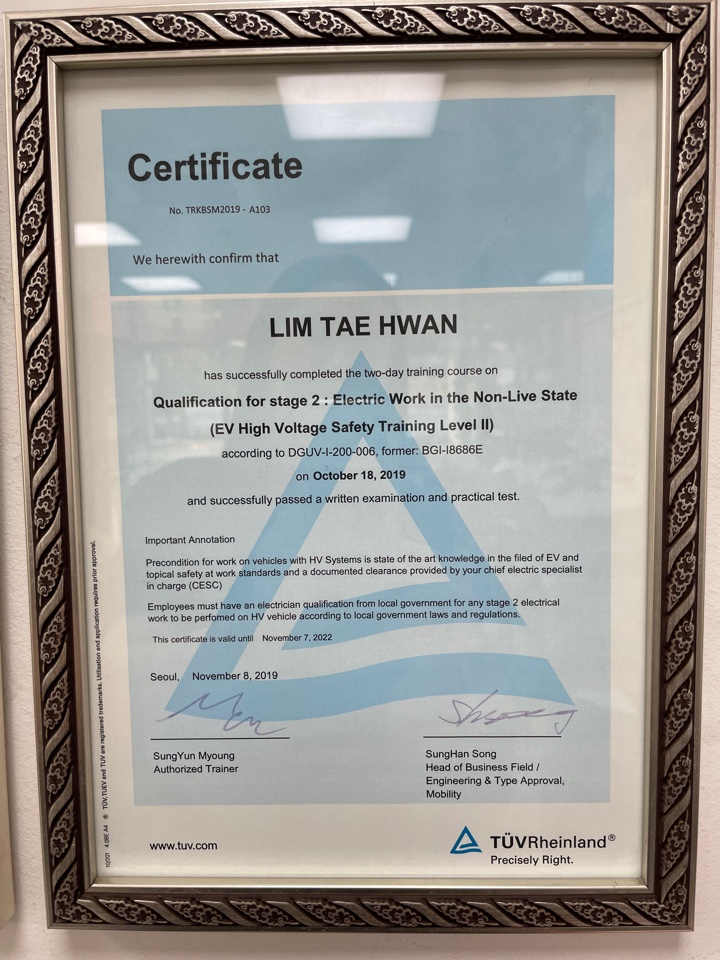 Certificate
No. TRKBSM2019 - A103
We herewith confirm that
LIM TAE HWAN
has successfully completed the two-day training course on
Qualification for stage 2 : Electric Work in the Non-Live State
(EV High Voltage Safety Training Level II)
according to DGUV-I-200-006, former: BGI-I8686E
on October 18, 2019
and successfully passed a written examination and practical test.
Important Annotation
Precondition for work on vehicles with HV Systems is state of the art knowledge in the filed of EV and
topical safety at work standards and a documented clearance provided by your chief electric specialist
in charge (CESC)
Employees must have an electrician qualification from local government for any stage 2 electrical
work to be perfomed on HV vehicle according to local government laws and regulations.
This certificate is valid until November 7, 2022
Seoul, November 8, 2019
SungYun Myoung
Authorized Trainer
SungHan Song
Head of Business Field /
Engineering & Type Approval,
Mobility
www.tuv.com
TÜVRheinland®
Precisely Right.
® TÜV, TUEV and TUV are registered trademarks. Utilisation and application requires prior approval.